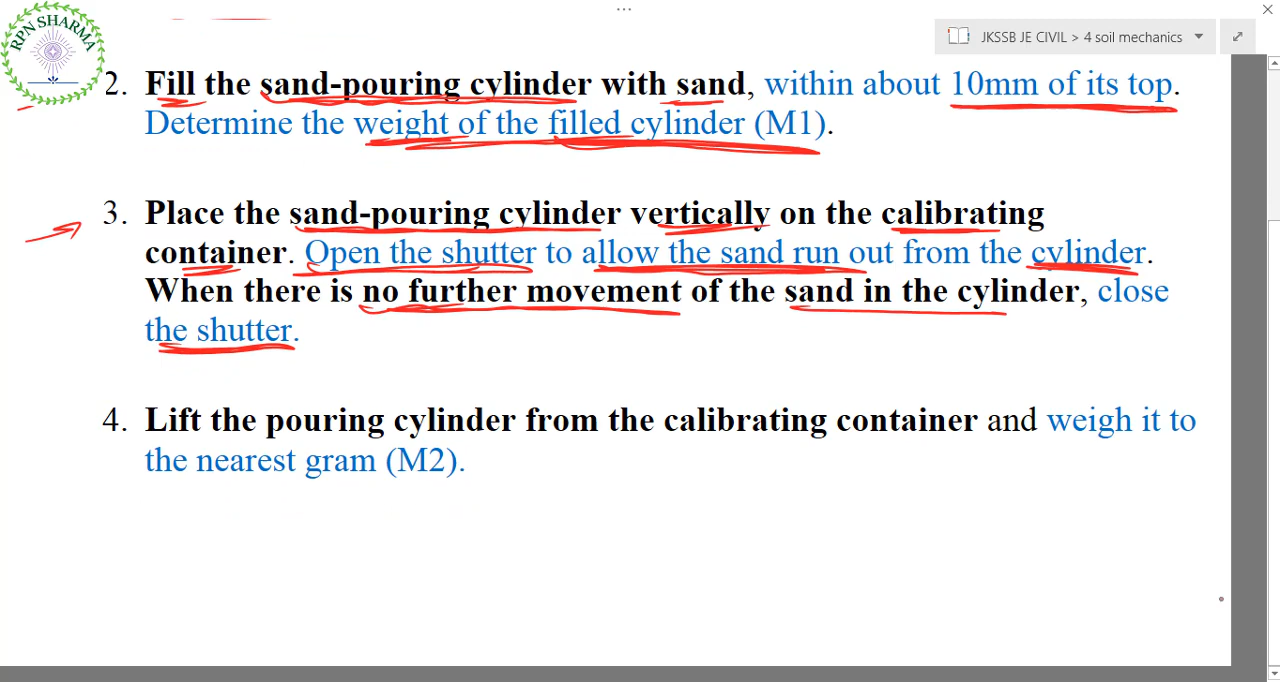 ...
RPN SHARMA
JKSSB JE CIVIL > 4 soil mechanics
2. Fill the sand-pouring cylinder with sand, within about 10mm of its top.
Determine the weight of the filled cylinder (M1).
3. Place the sand-pouring cylinder vertically on the calibrating
container. Open the shutter to allow the sand run out from the cylinder.
When there is no further movement of the sand in the cylinder, close
the shutter.
4. Lift the pouring cylinder from the calibrating container and weigh it to
the nearest gram (M2).